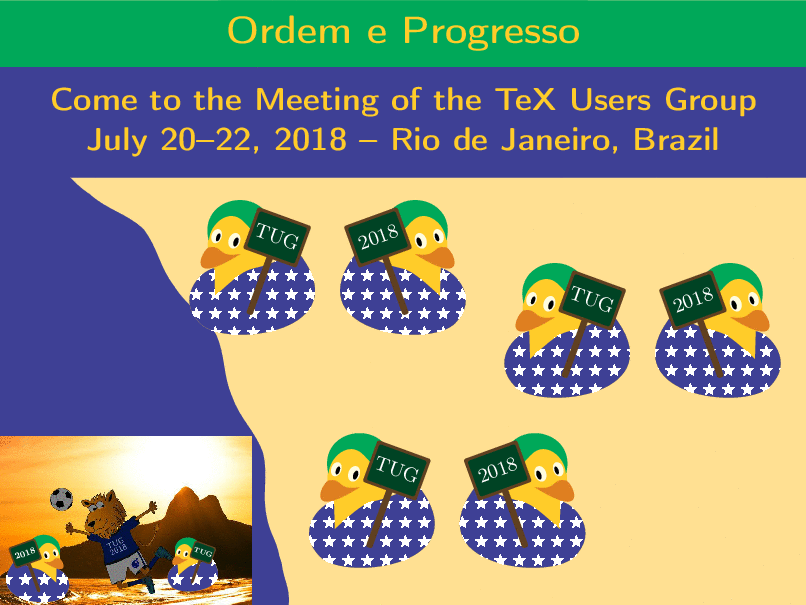 Ordem e Progresso
Come to the Meeting of the TeX Users Group
July 20–22, 2018 – Rio de Janeiro, Brazil
TUG
2018
TUG
2018
TUG
2018
2018
TUG
2018
TUG